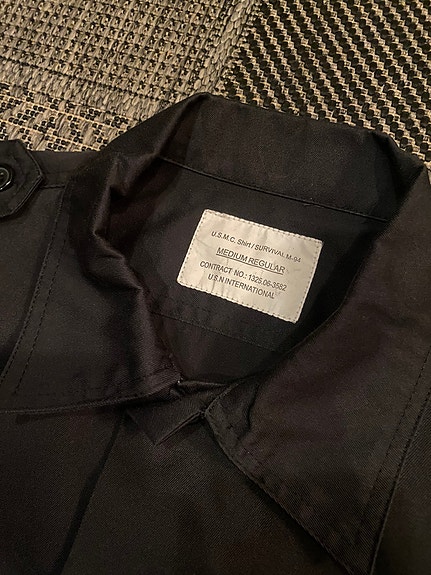 U.S.M.C. Shirt / SURVIVAL M-94
MEDIUM REGULAR
CONTRACT NO.: 1325.06-3582
U.S.N INTERNATIONAL